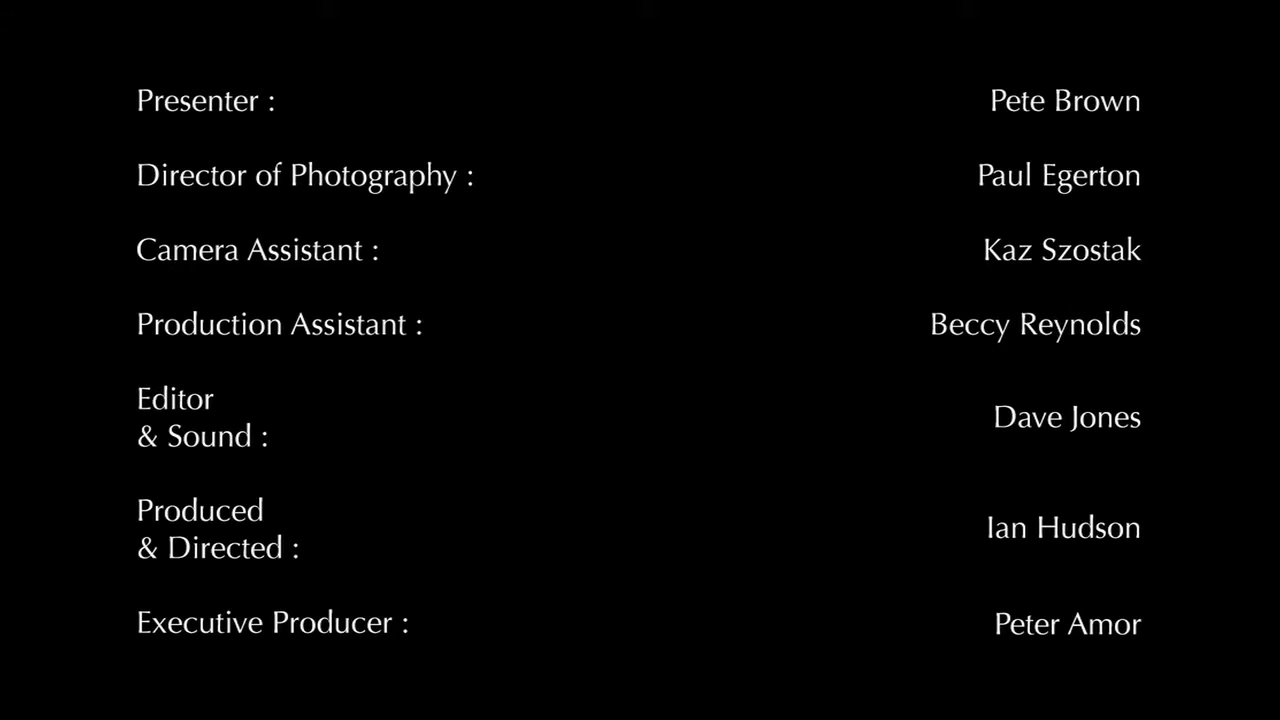 Presenter : Pete Brown
Director of Photography : Paul Egerton
Camera Assistant : Kaz Szostak
Production Assistant : Beccy Reynolds
Editor
& Sound : Dave Jones
Produced
& Directed : Ian Hudson
Executive Producer : Peter Amor